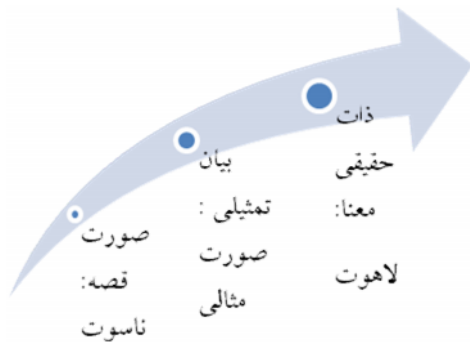 صورت
قصه:
ناسوت
بیان
تمثیلی :
صورت
مثالی
ذات
حقیقی
معنا:
لاهوت